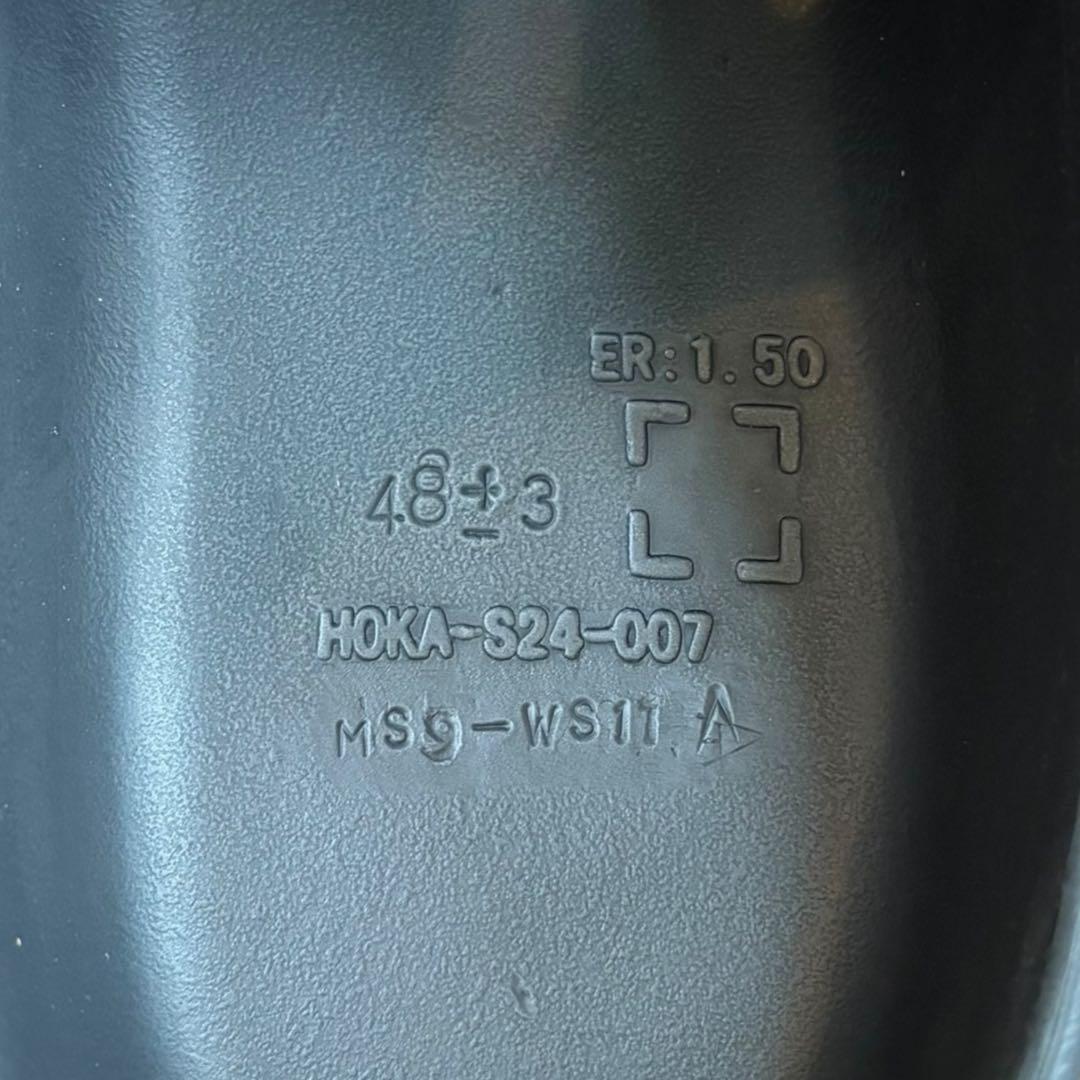 ER:1.50
48±3
HOKA-S24-007
MS9-WS11 A